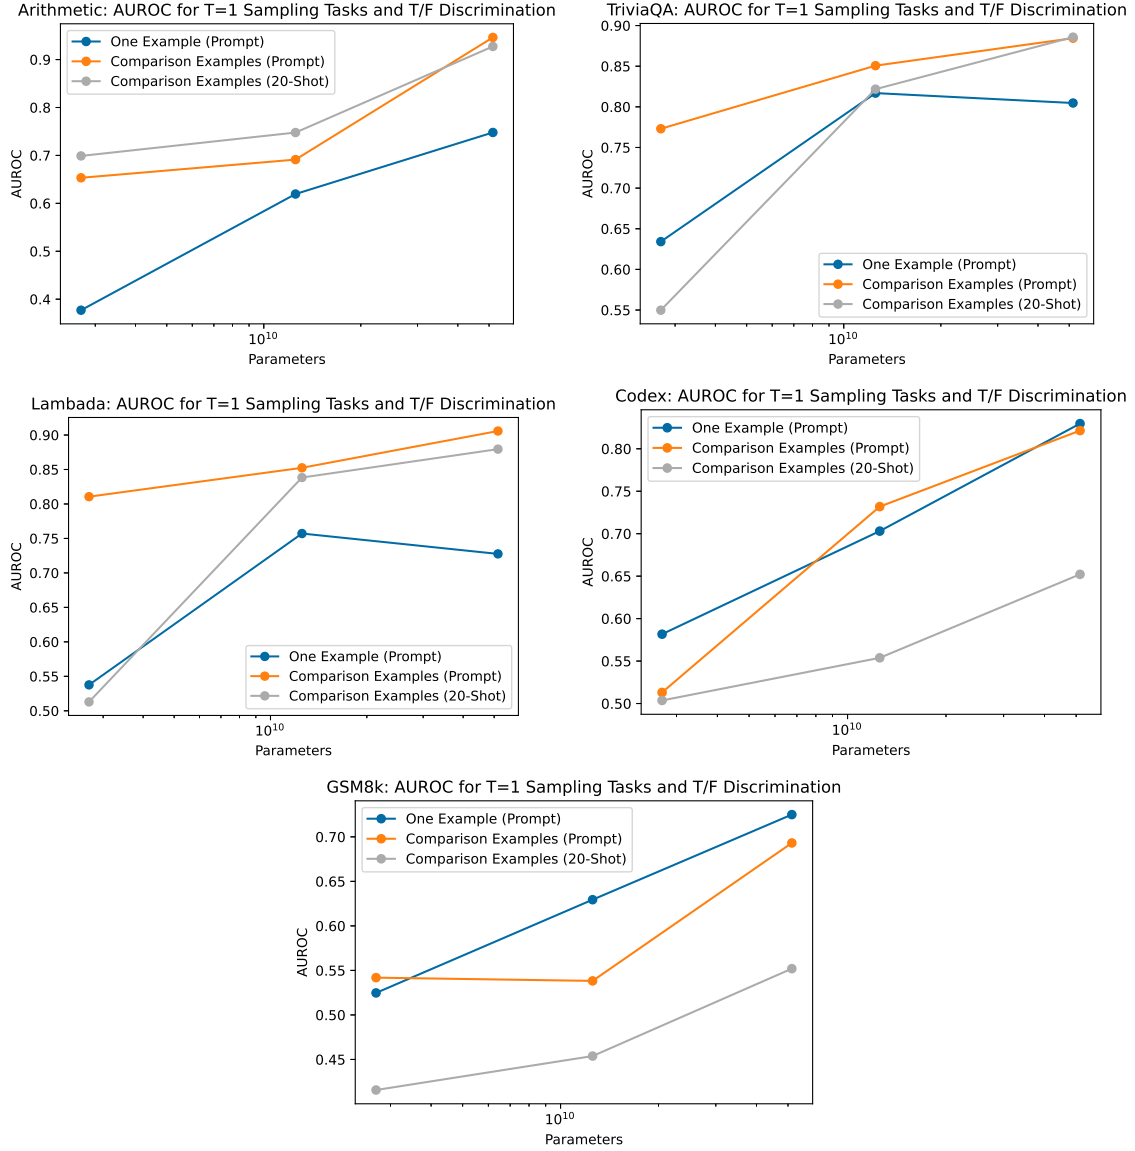 Arithmetic: AUROC for T=1 Sampling Tasks and T/F Discrimination
One Example (Prompt)
Comparison Examples (Prompt)
Comparison Examples (20-Shot)
0.9
0.8
0.7
0.6
0.5
0.4
AUROC
10^10
Parameters
TriviaQA: AUROC for T=1 Sampling Tasks and T/F Discrimination
0.90
0.85
0.80
0.75
0.70
0.65
0.60
0.55
AUROC
One Example (Prompt)
Comparison Examples (Prompt)
Comparison Examples (20-Shot)
10^10
Parameters
Lambada: AUROC for T=1 Sampling Tasks and T/F Discrimination
0.90
0.85
0.80
0.75
0.70
0.65
0.60
0.55
0.50
AUROC
One Example (Prompt)
Comparison Examples (Prompt)
Comparison Examples (20-Shot)
10^10
Parameters
Codex: AUROC for T=1 Sampling Tasks and T/F Discrimination
One Example (Prompt)
Comparison Examples (Prompt)
Comparison Examples (20-Shot)
0.80
0.75
0.70
0.65
0.60
0.55
0.50
AUROC
10^10
Parameters
GSM8k: AUROC for T=1 Sampling Tasks and T/F Discrimination
One Example (Prompt)
Comparison Examples (Prompt)
Comparison Examples (20-Shot)
0.70
0.65
0.60
0.55
0.50
0.45
AUROC
10^10
Parameters